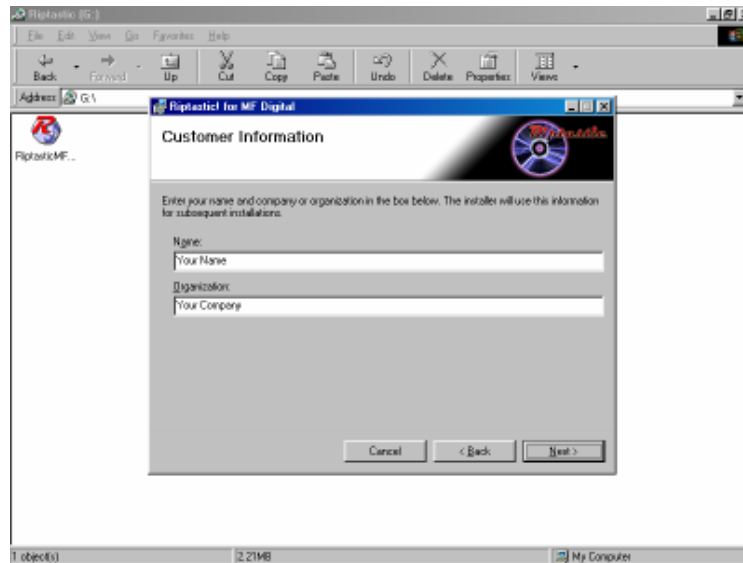 Riptastic (G:)
File Edit View Go Favorites Help
Back Forward Up Cut Copy Paste Undo Delete Properties Views
Address G:\
RiptasticMF...
Riptastic! for MF Digital
Customer Information
Riptastic
Enter your name and company or organization in the box below. The installer will use this information
for subsequent installations.
Name:
Your Name
Organization:
Your Company
Cancel < Back Next >
1 object(s) 2.21MB My Computer